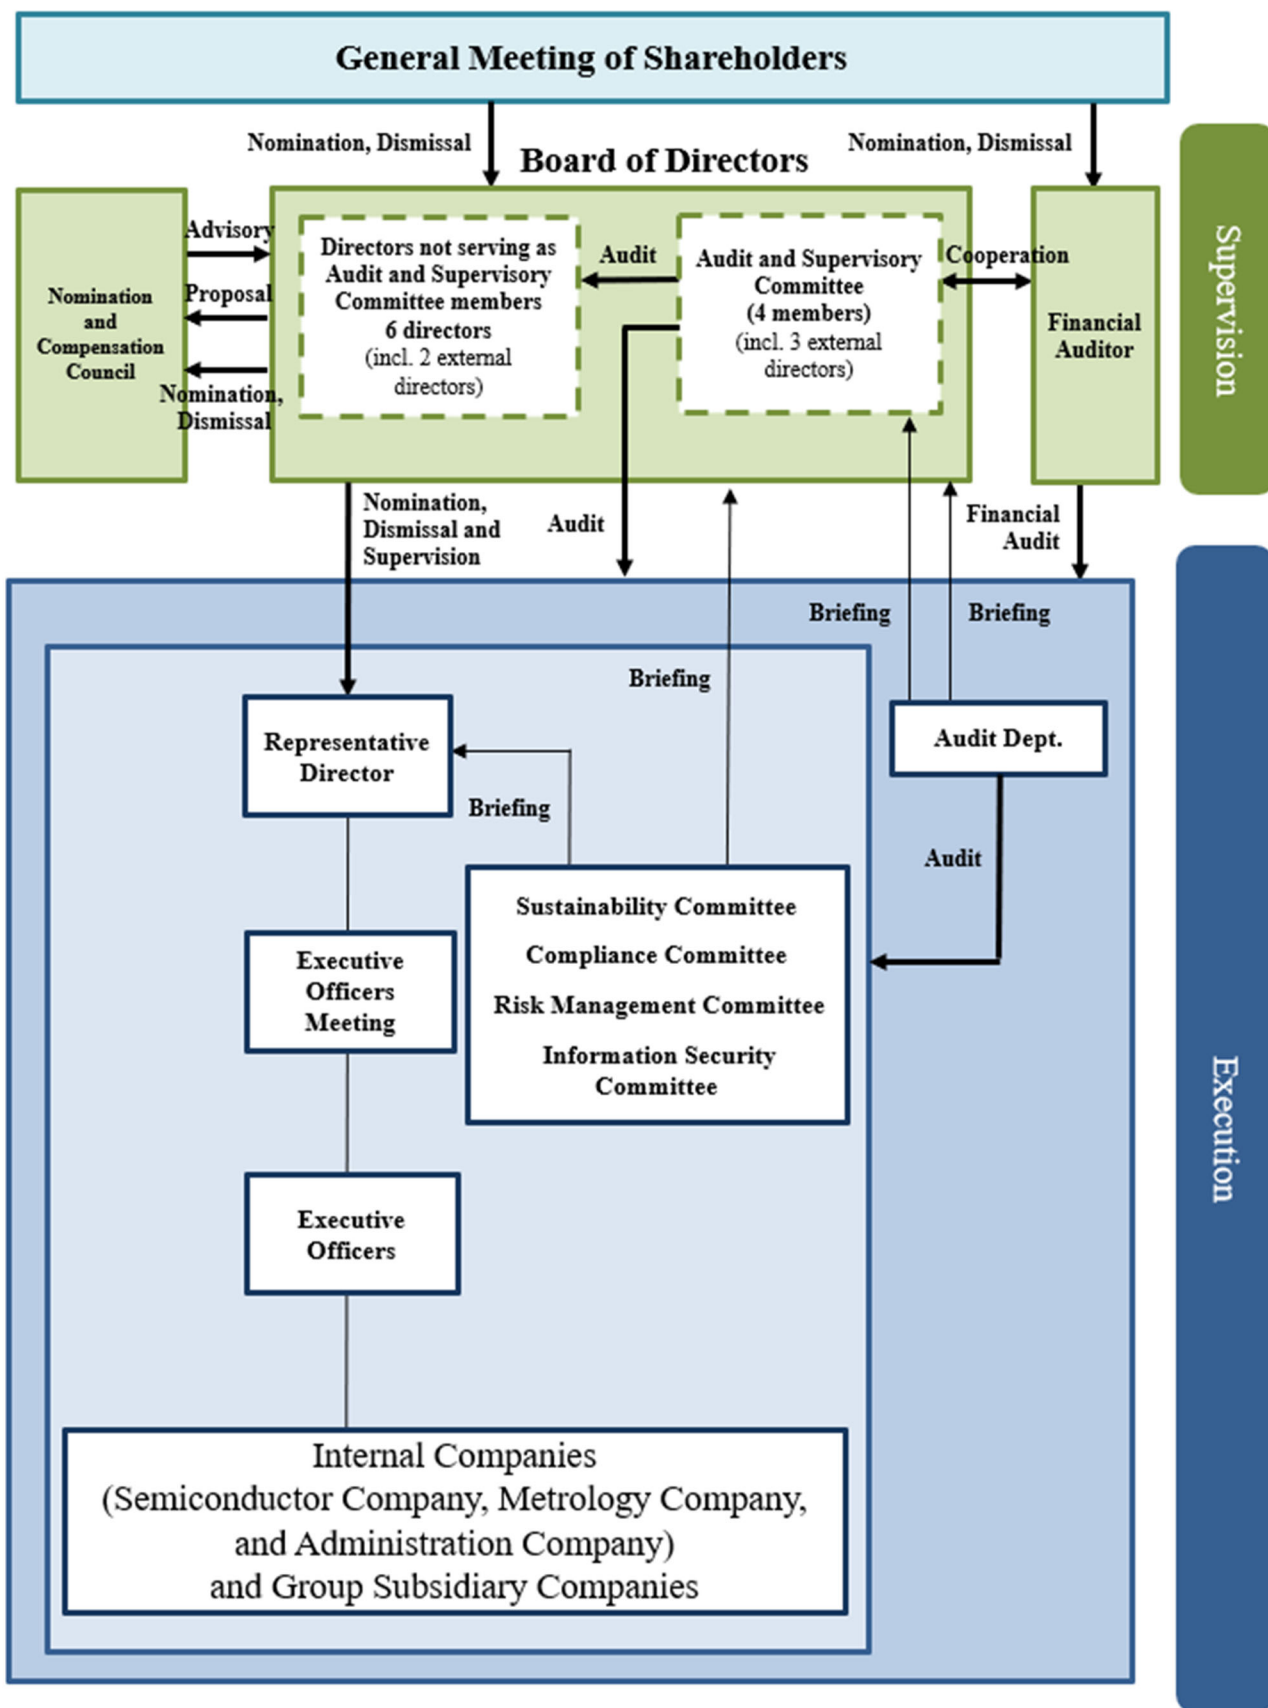 General Meeting of Shareholders
Nomination, Dismissal
Nomination, Dismissal
Board of Directors
Supervision
Nomination
and
Compensation
Council
Advisory
Proposal
Nomination,
Dismissal
Directors not serving as
Audit and Supervisory
Committee members
6 directors
(incl. 2 external
directors)
Audit
Audit and Supervisory
Committee
(4 members)
(incl. 3 external
directors)
Cooperation
Financial
Auditor
Nomination,
Dismissal and
Supervision
Audit
Financial
Audit
Execution
Briefing
Briefing
Briefing
Representative
Director
Briefing
Audit Dept.
Audit
Sustainability Committee
Compliance Committee
Risk Management Committee
Information Security
Committee
Executive
Officers
Meeting
Executive
Officers
Internal Companies
(Semiconductor Company, Metrology Company,
and Administration Company)
and Group Subsidiary Companies